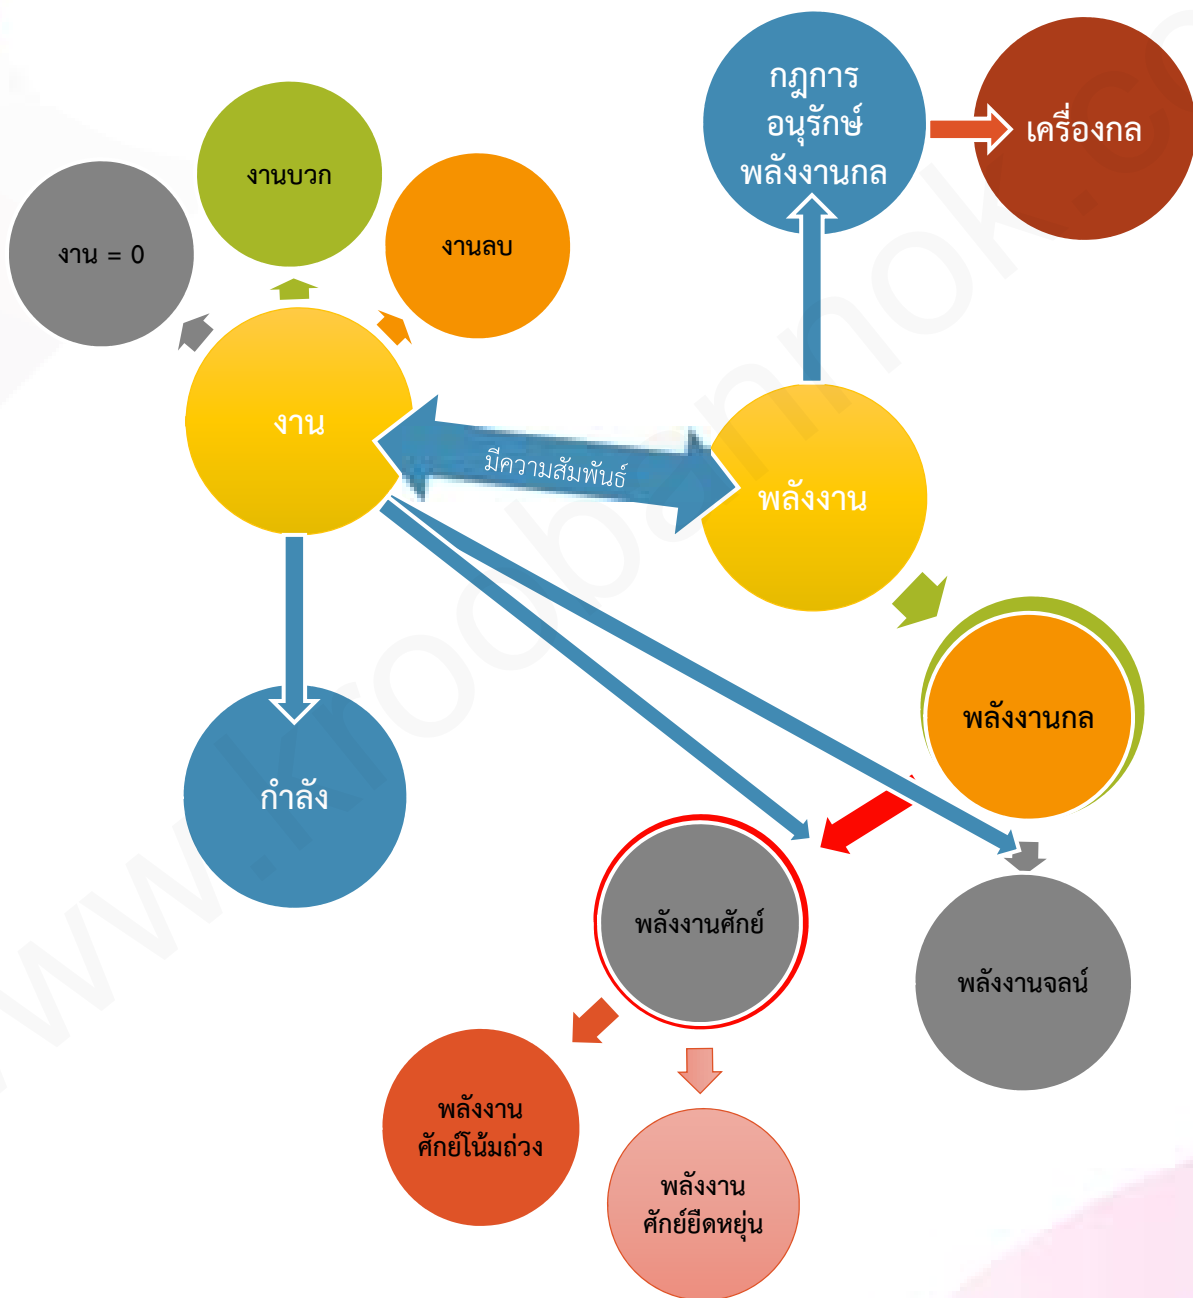 กฎการ
อนุรักษ์
พลังงานกล
เครื่องกล
งานบวก
งานลบ
งาน = 0
งาน
มีความสัมพันธ์
พลังงาน
พลังงานกล
กำลัง
พลังงานศักย์
พลังงานจลน์
พลังงาน
ศักย์โน้มถ่วง
พลังงาน
ศักย์ยืดหยุ่น
www.kroobannok.co